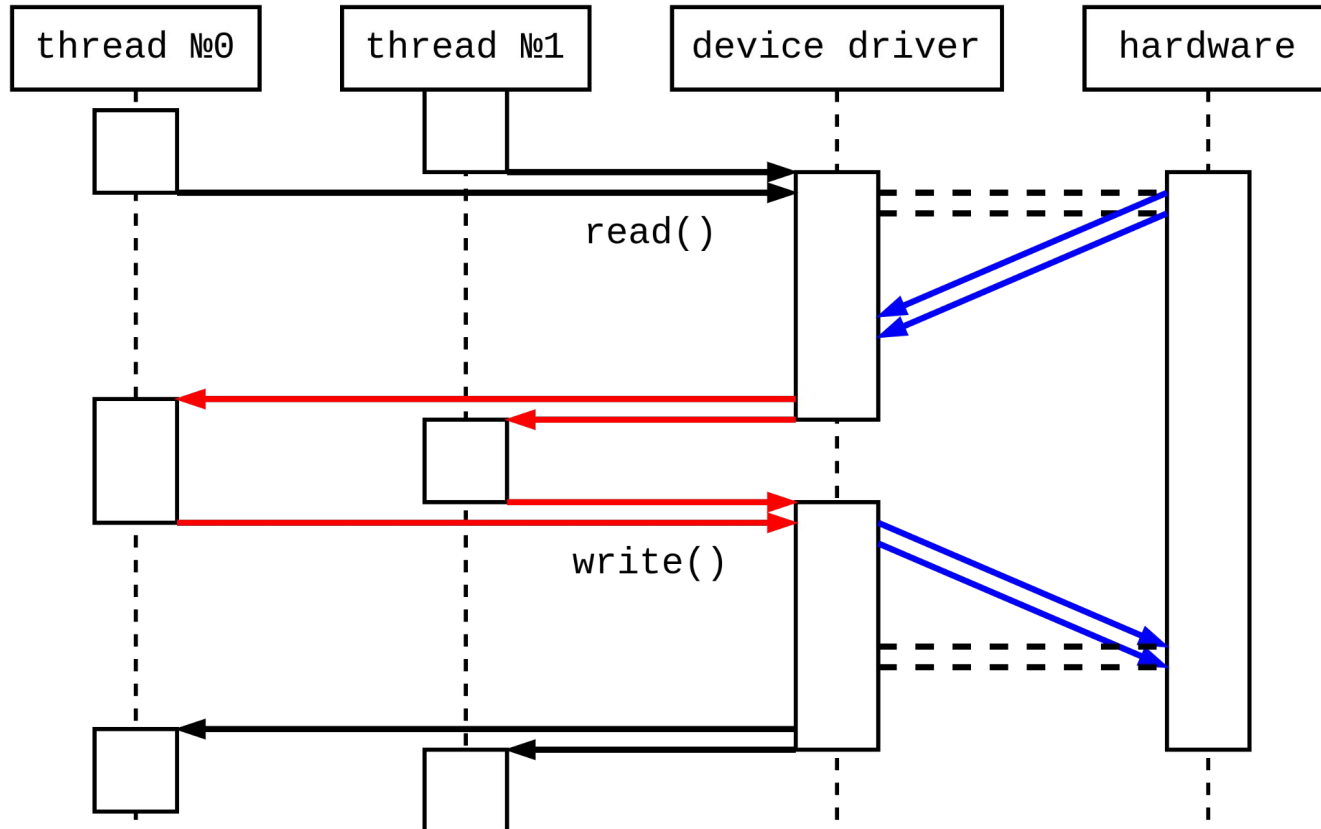 thread №0
thread №1
device driver
hardware
read()
write()